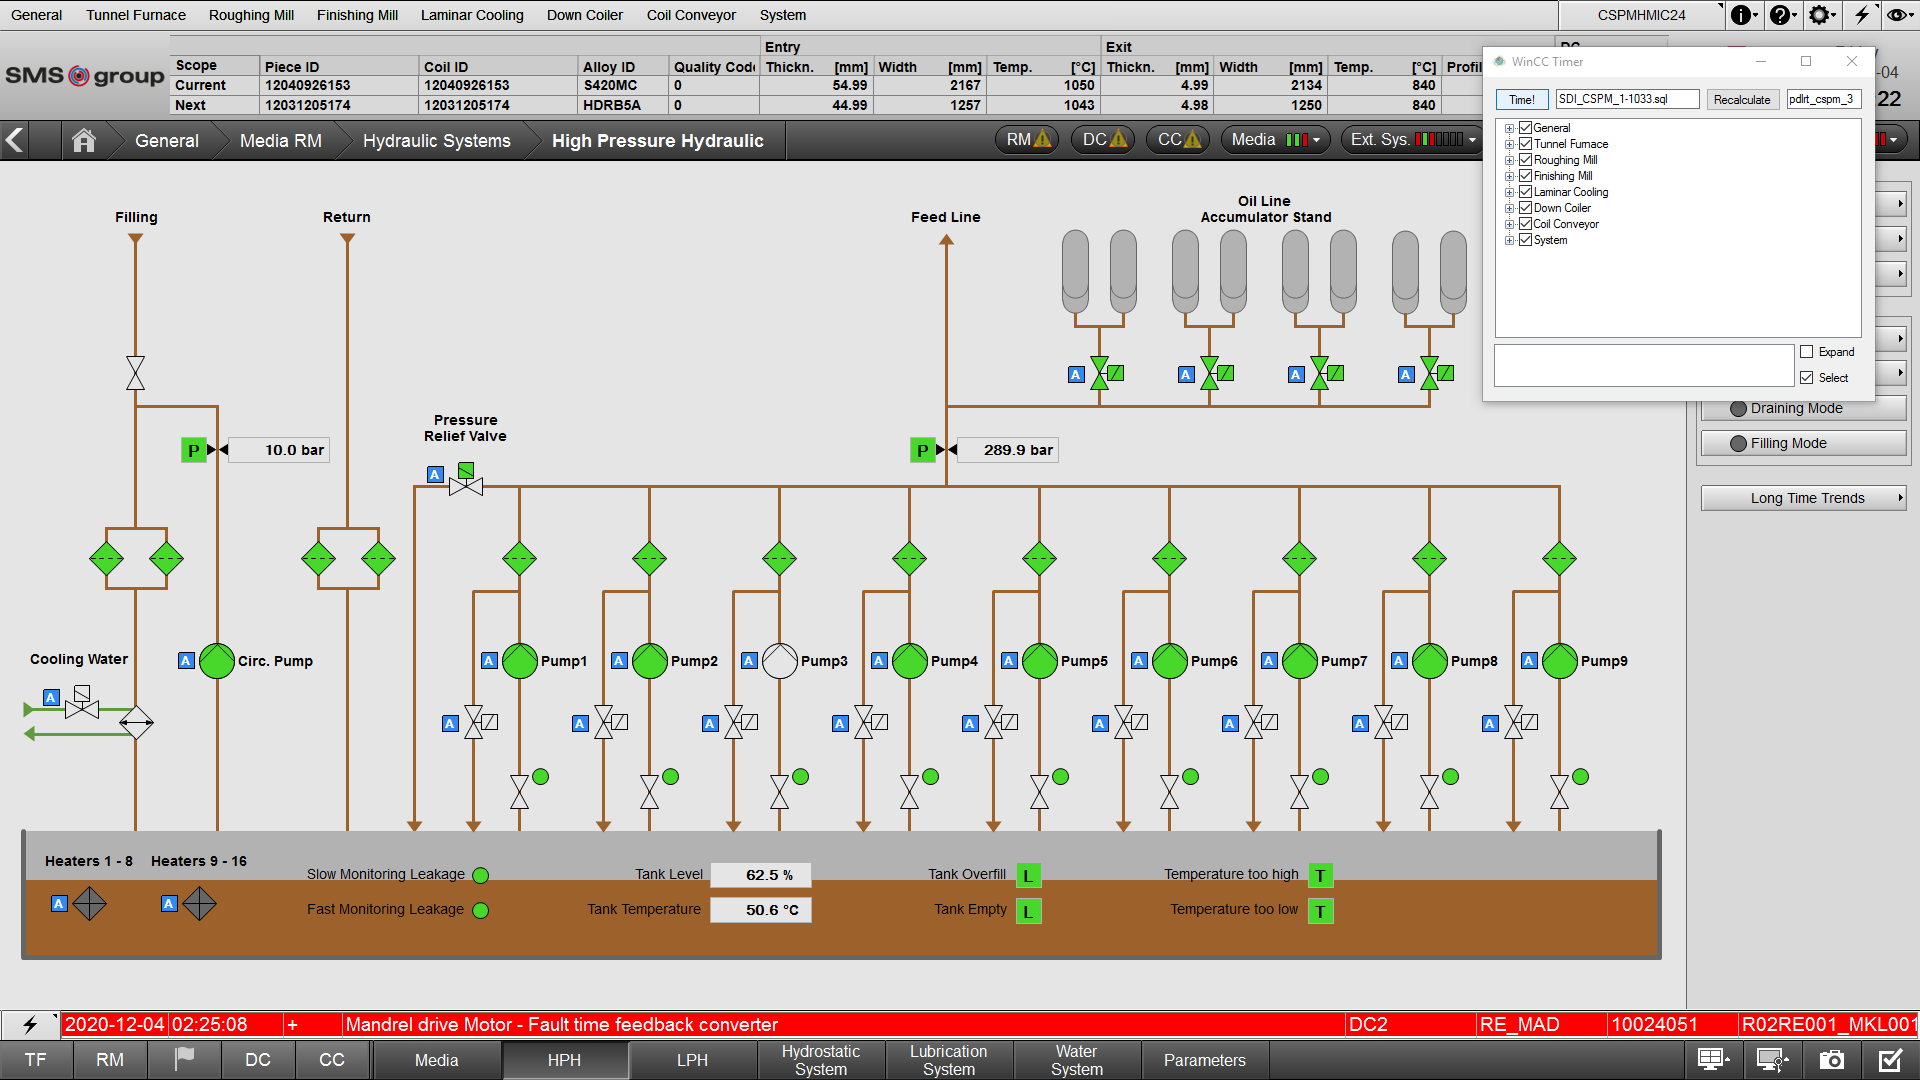 General Tunnel Furnace Roughing Mill Finishing Mill Laminar Cooling Down Coiler Coil Conveyor System CSPMHMIC24
SMS group
Entry Exit
Scope Piece ID Coil ID Alloy ID Quality Code Thickn. [mm] Width [mm] Temp. [°C] Thickn. [mm] Width [mm] Temp. [°C] Profil
Current 12040926153 12040926153 S420MC 0 54.99 2167 1050 4.99 2134 840
Next 12031205174 12031205174 HDRB5A 0 44.99 1257 1043 4.98 1250 840
-04
22
General Media RM Hydraulic Systems High Pressure Hydraulic RM DC CC Media Ext. Sys.
WinCC Timer
Time! SDI_CSPM_1-1033.sql Recalculate pdlrt_cspm_3
General
Tunnel Furnace
Roughing Mill
Finishing Mill
Laminar Cooling
Down Coiler
Coil Conveyor
System
Expand
Select
Draining Mode
Filling Mode
Long Time Trends
Filling Return Feed Line
Oil Line
Accumulator Stand
A A A A
Pressure
Relief Valve
P 10.0 bar
P 289.9 bar
A
Cooling Water
A
A Circ. Pump A Pump1 A Pump2 A Pump3 A Pump4 A Pump5 A Pump6 A Pump7 A Pump8 A Pump9
A A A A A A A A A
Heaters 1 - 8 Heaters 9 - 16
A A
Slow Monitoring Leakage Tank Level 62.5 % Tank Overfill L Temperature too high T
Fast Monitoring Leakage Tank Temperature 50.6 °C Tank Empty L Temperature too low T
2020-12-04 02:25:08 + Mandrel drive Motor - Fault time feedback converter DC2 RE_MAD 10024051 R02RE001_MKL001
TF RM DC CC Media HPH LPH Hydrostatic System Lubrication System Water System Parameters